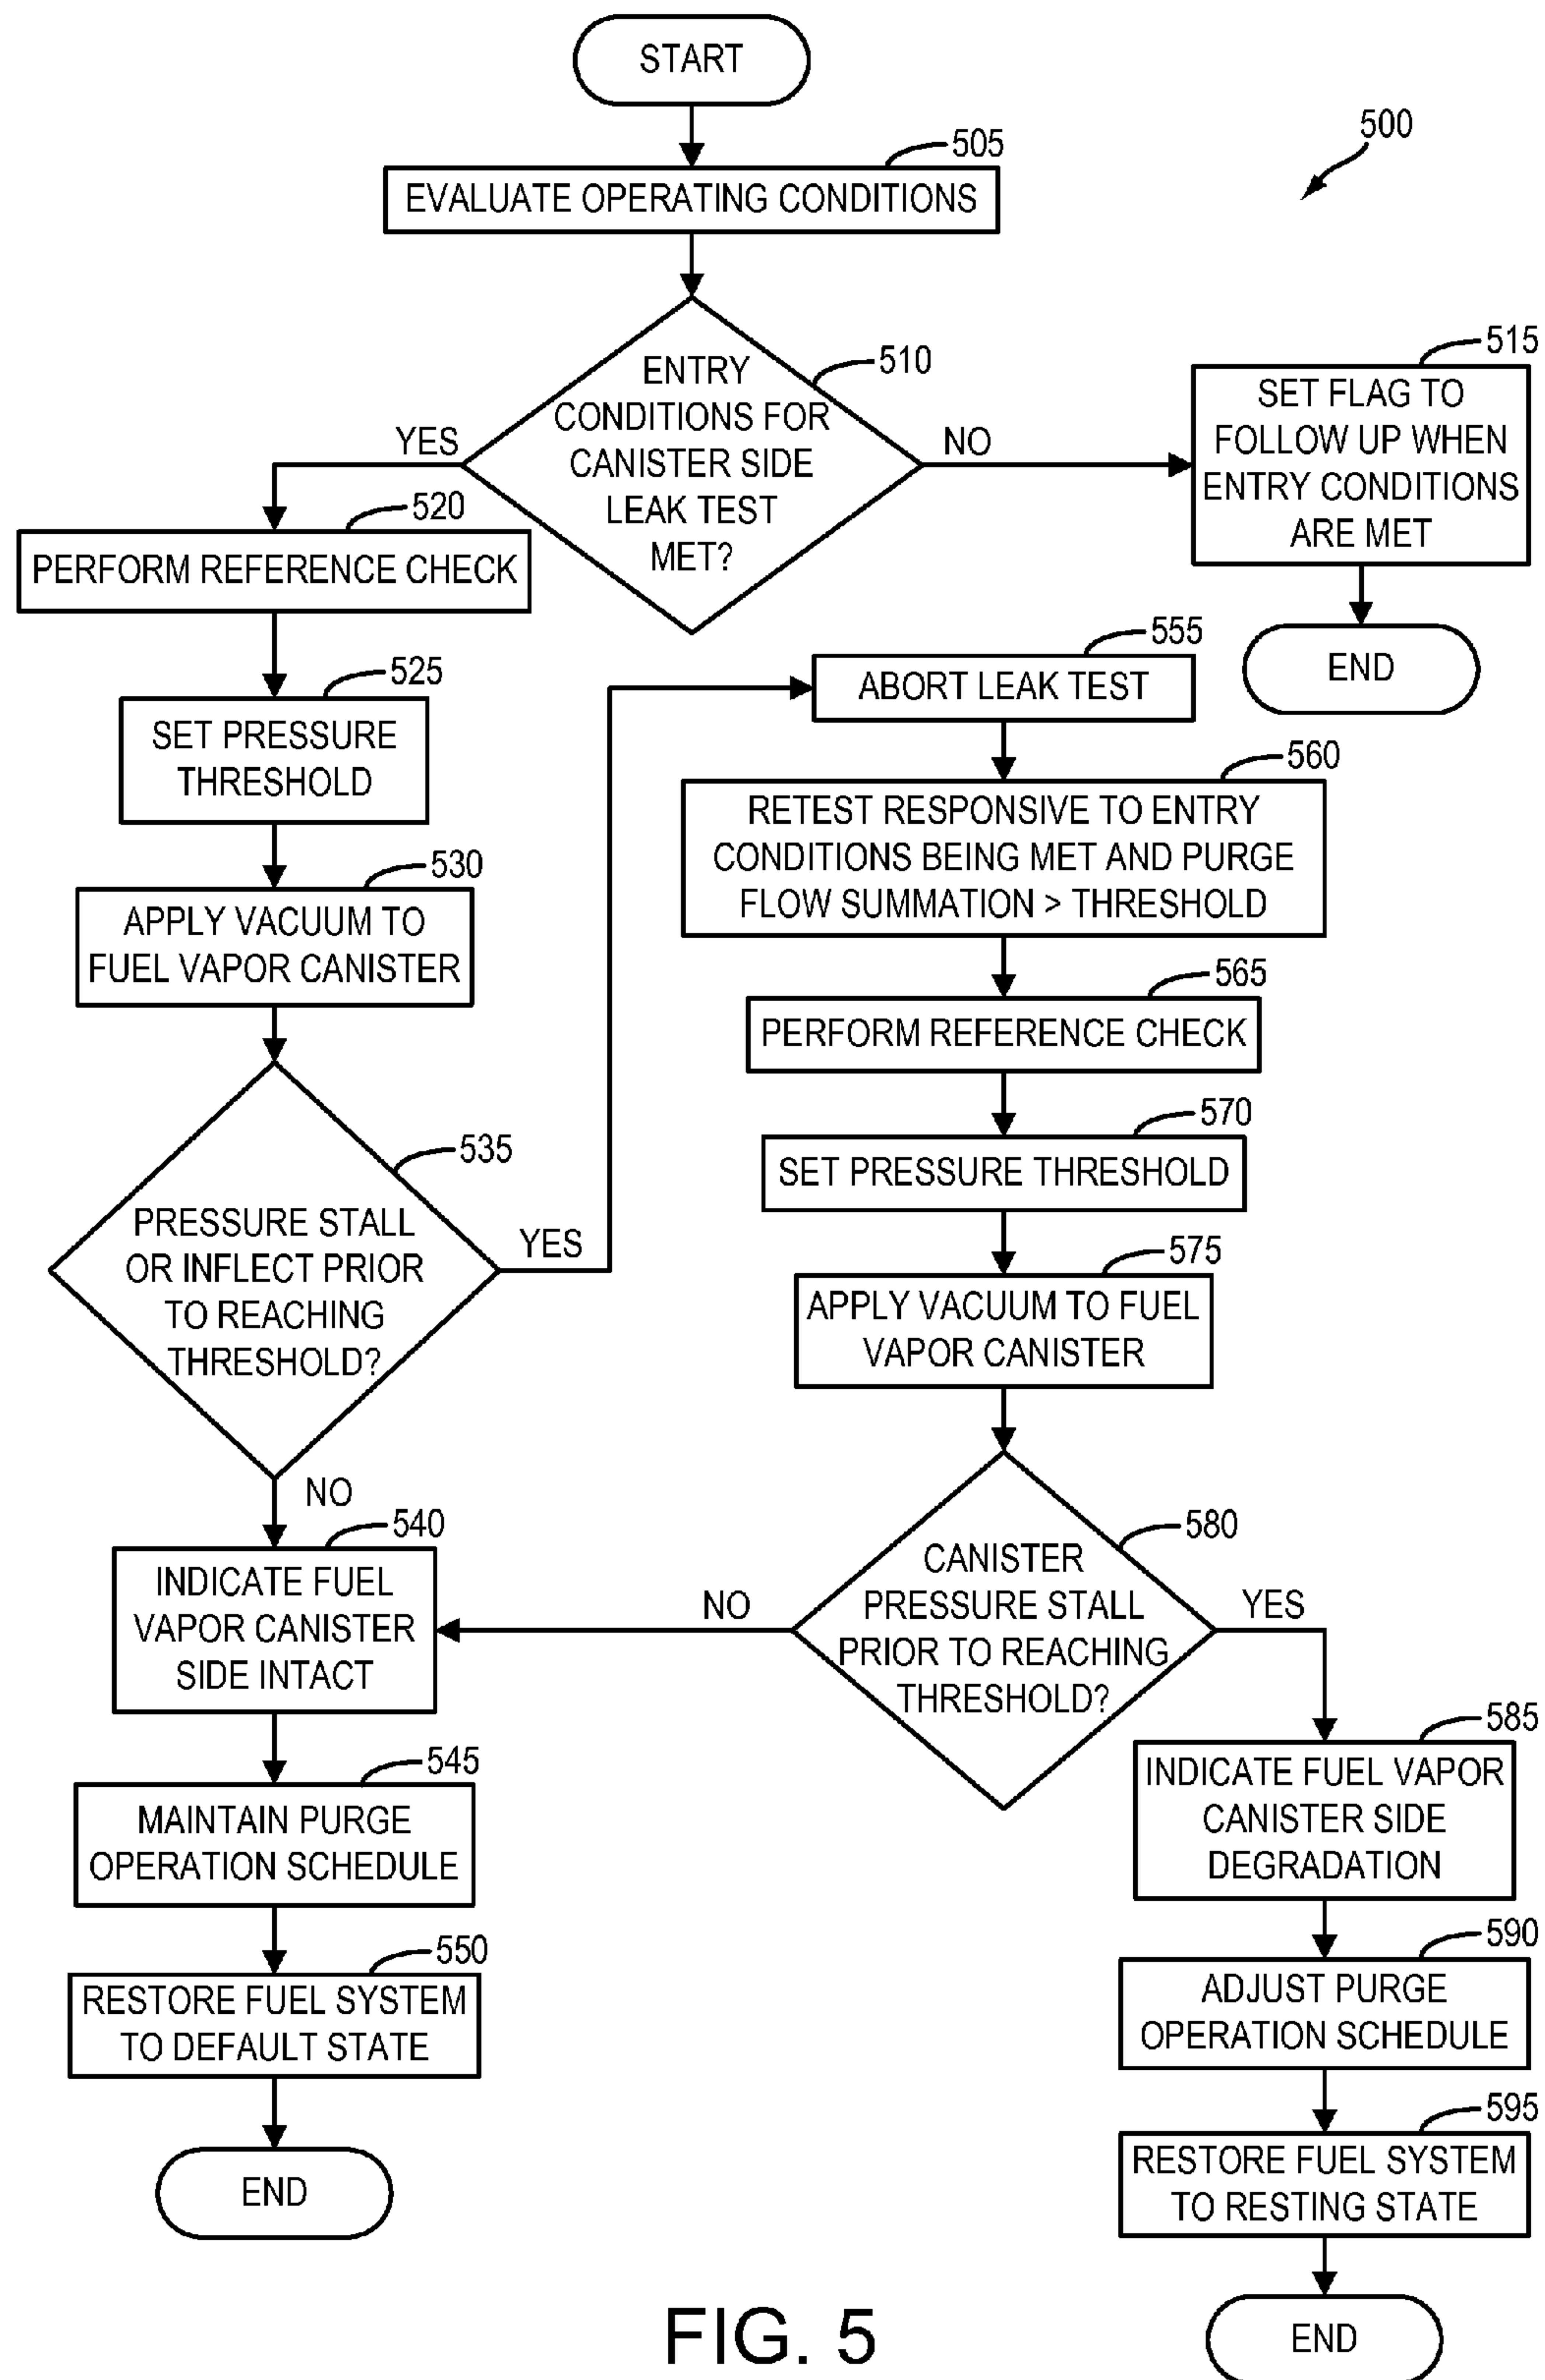 START
505
EVALUATE OPERATING CONDITIONS
500
510
ENTRY
CONDITIONS FOR
CANISTER SIDE
LEAK TEST
MET?
YES
NO
515
SET FLAG TO
FOLLOW UP WHEN
ENTRY CONDITIONS
ARE MET
END
520
PERFORM REFERENCE CHECK
525
SET PRESSURE
THRESHOLD
530
APPLY VACUUM TO
FUEL VAPOR CANISTER
535
PRESSURE STALL
OR INFLECT PRIOR
TO REACHING
THRESHOLD?
YES
NO
540
INDICATE FUEL
VAPOR CANISTER
SIDE INTACT
545
MAINTAIN PURGE
OPERATION SCHEDULE
550
RESTORE FUEL SYSTEM
TO DEFAULT STATE
END
555
ABORT LEAK TEST
560
RETEST RESPONSIVE TO ENTRY
CONDITIONS BEING MET AND PURGE
FLOW SUMMATION > THRESHOLD
565
PERFORM REFERENCE CHECK
570
SET PRESSURE THRESHOLD
575
APPLY VACUUM TO FUEL
VAPOR CANISTER
580
CANISTER
PRESSURE STALL
PRIOR TO REACHING
THRESHOLD?
NO
YES
585
INDICATE FUEL VAPOR
CANISTER SIDE
DEGRADATION
590
ADJUST PURGE
OPERATION SCHEDULE
595
RESTORE FUEL SYSTEM
TO RESTING STATE
END
FIG. 5